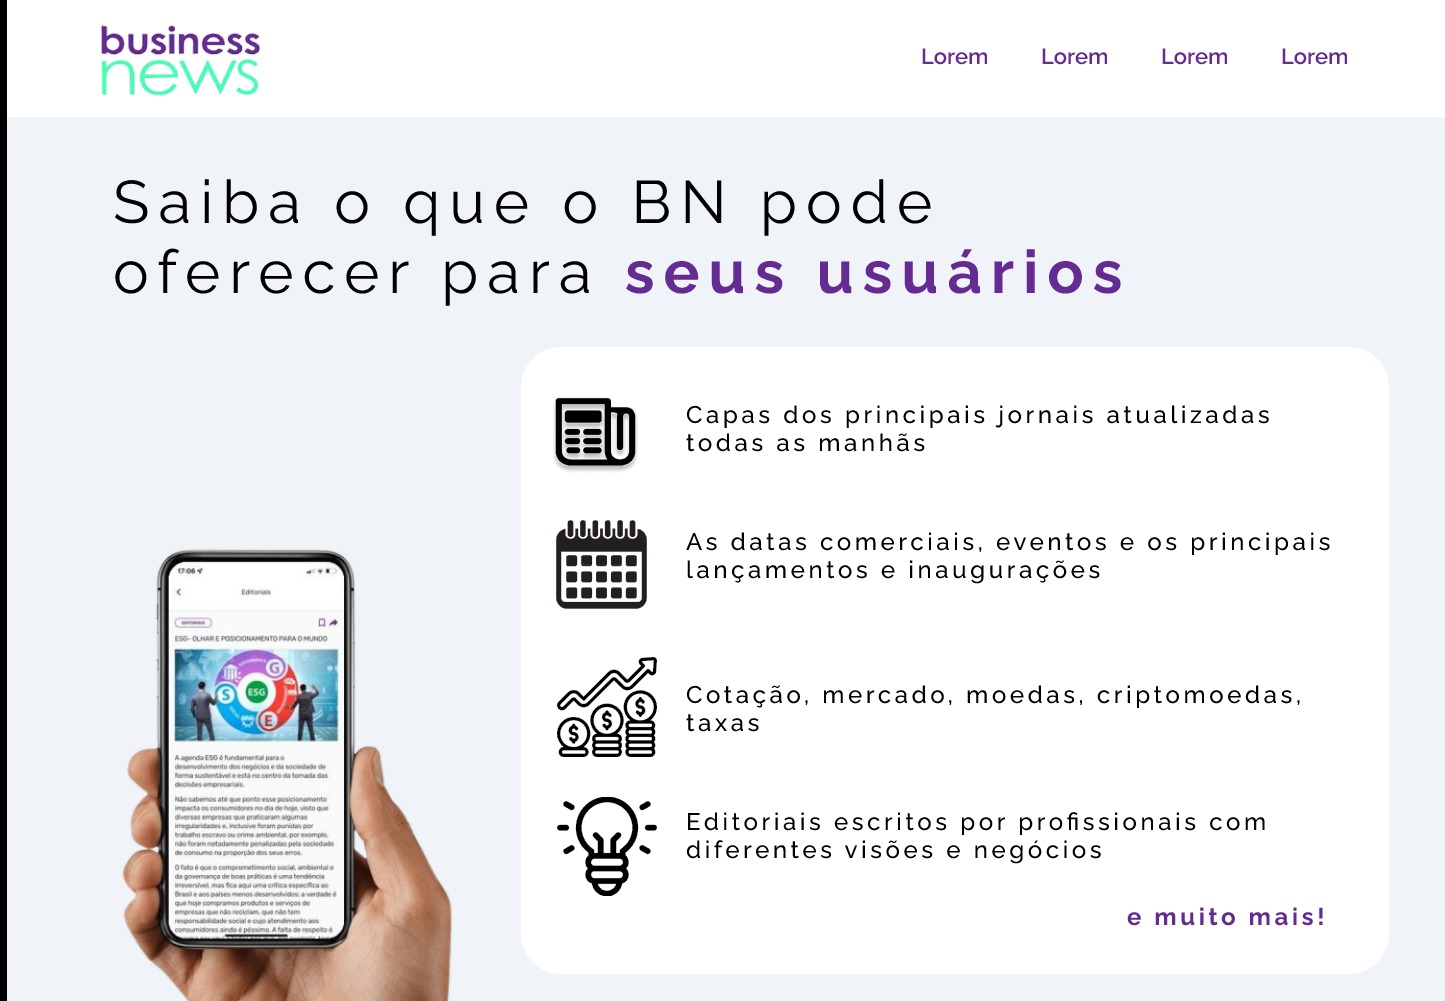 business
news
Lorem Lorem Lorem Lorem
Saiba o que o BN pode
oferecer para seus usuários
Capas dos principais jornais atualizadas
todas as manhãs
As datas comerciais, eventos e os principais
lançamentos e inaugurações
Cotação, mercado, moedas, criptomoedas,
taxas
Editoriais escritos por profissionais com
diferentes visões e negócios
e muito mais!
17:06
Editoriais
EDITORIAIS
ESG- OLHAR E POSICIONAMENTO PARA O MUNDO
GOVERNANCE
G
S
ESG
E
A agenda ESG é fundamental para o
desenvolvimento dos negócios e da sociedade de
forma sustentável e está no centro da tomada das
decisões empresariais.
Não sabemos até que ponto esse posicionamento
impacta os consumidores no dia de hoje, visto que
diversas empresas que praticaram algumas
irregularidades e, inclusive foram punidas por
trabalho escravo ou crime ambiental, por exemplo,
não foram notadamente penalizadas pela sociedade
de consumo na proporção dos seus erros.
O fato é que o comprometimento social, ambiental e
da governança de boas práticas é uma tendência
irreversível, mas fica aqui uma crítica específica ao
Brasil e aos países menos desenvolvidos: a verdade é
que hoje compramos produtos e serviços de
empresas que não reciclam, que não tem
responsabilidade social e cujo atendimento aos
consumidores ainda é péssimo. A falta de respeito é